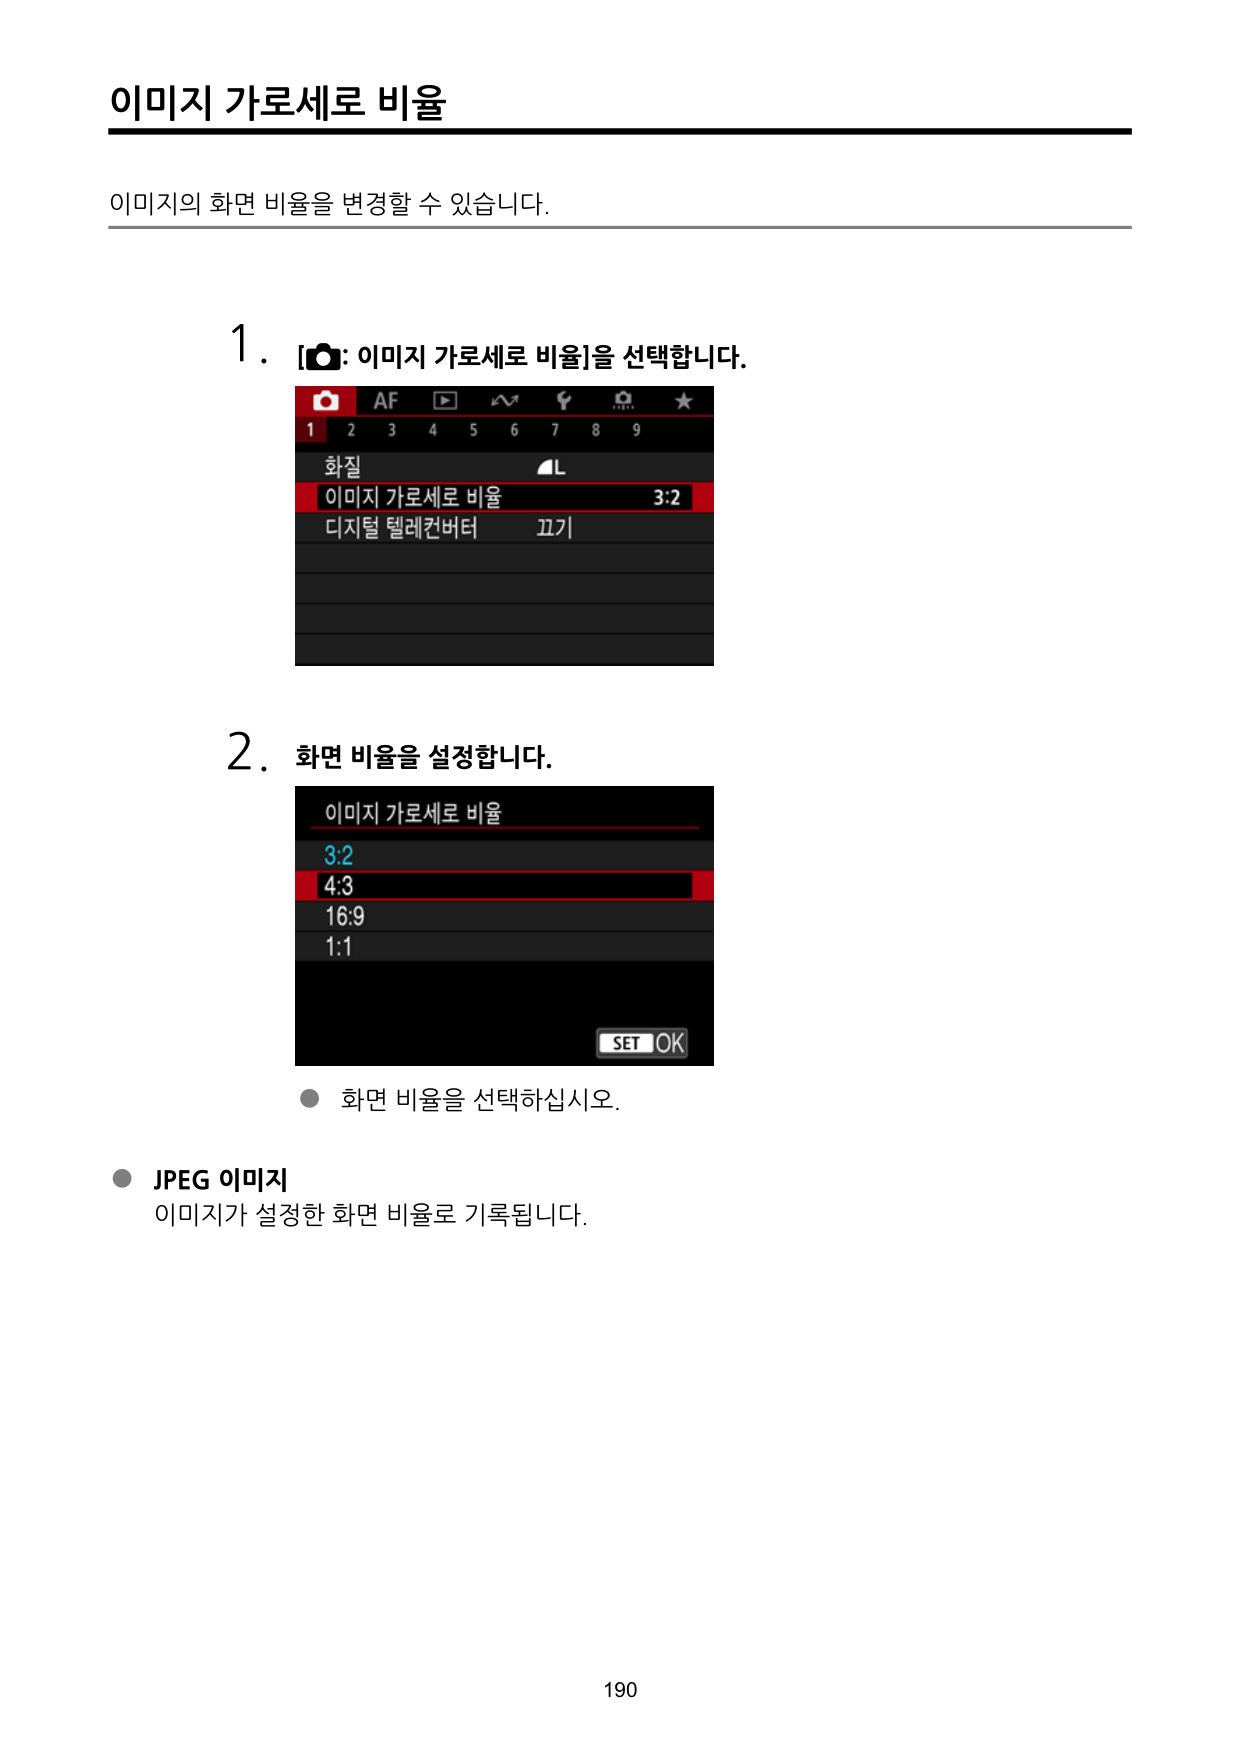 이미지 가로세로 비율
이미지의 화면 비율을 변경할 수 있습니다.
1. [: 이미지 가로세로 비율]을 선택합니다.
AF
1 2 3 4 5 6 7 8 9
화질 L
이미지 가로세로 비율 3:2
디지털 텔레컨버터 끄기
2. 화면 비율을 설정합니다.
이미지 가로세로 비율
3:2
4:3
16:9
1:1
SET OK
● 화면 비율을 선택하십시오.
● JPEG 이미지
이미지가 설정한 화면 비율로 기록됩니다.
190